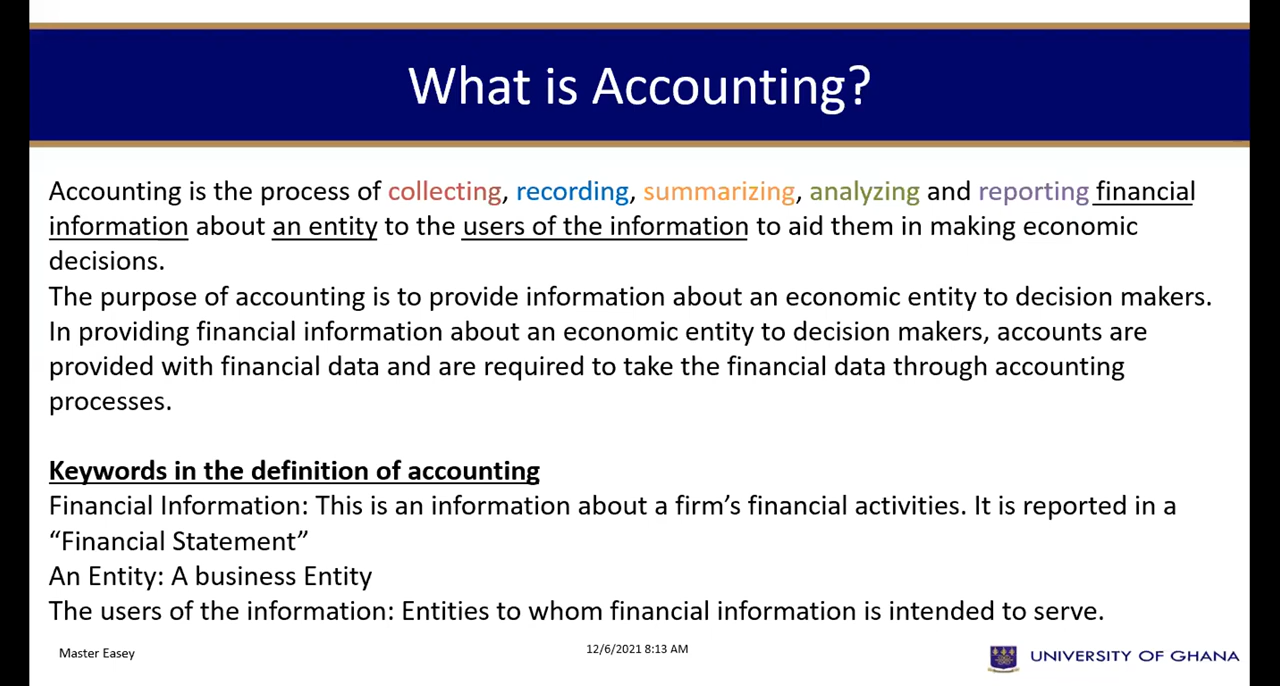 What is Accounting?
Accounting is the process of collecting, recording, summarizing, analyzing and reporting financial
information about an entity to the users of the information to aid them in making economic
decisions.
The purpose of accounting is to provide information about an economic entity to decision makers.
In providing financial information about an economic entity to decision makers, accounts are
provided with financial data and are required to take the financial data through accounting
processes.
Keywords in the definition of accounting
Financial Information: This is an information about a firm’s financial activities. It is reported in a
“Financial Statement”
An Entity: A business Entity
The users of the information: Entities to whom financial information is intended to serve.
Master Easey
12/6/2021 8:13 AM
UNIVERSITY OF GHANA